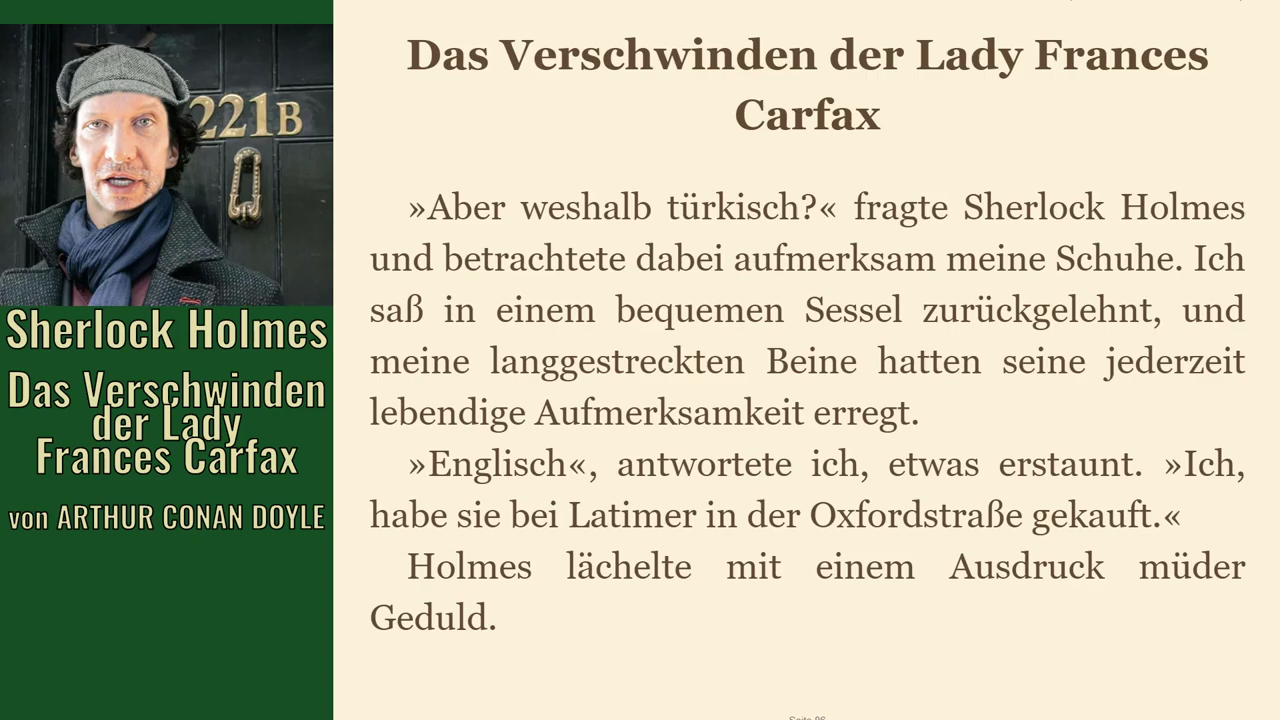 221B
Sherlock Holmes
Das Verschwinden
der Lady
Frances Carfax
von ARTHUR CONAN DOYLE
Das Verschwinden der Lady Frances
Carfax
»Aber weshalb türkisch?« fragte Sherlock Holmes
und betrachtete dabei aufmerksam meine Schuhe. Ich
saß in einem bequemen Sessel zurückgelehnt, und
meine langgestreckten Beine hatten seine jederzeit
lebendige Aufmerksamkeit erregt.
»Englisch«, antwortete ich, etwas erstaunt. »Ich,
habe sie bei Latimer in der Oxfordstraße gekauft.«
Holmes lächelte mit einem Ausdruck müder
Geduld.